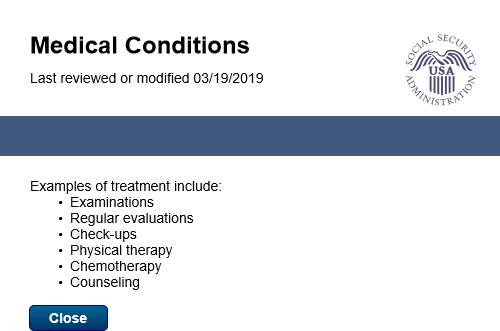 Medical Conditions
Last reviewed or modified 03/19/2019
SOCIAL SECURITY
USA
ADMINISTRATION
Examples of treatment include:
• Examinations
• Regular evaluations
• Check-ups
• Physical therapy
• Chemotherapy
• Counseling
Close